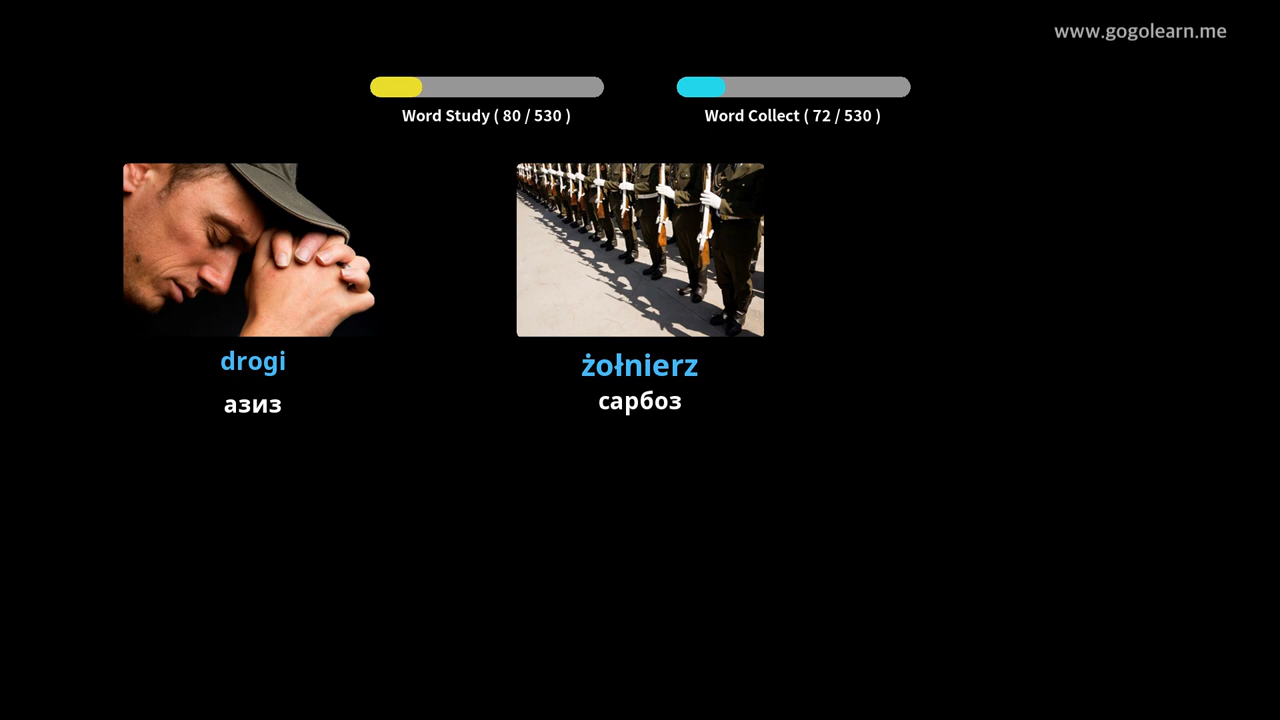 www.gogolearn.me
Word Study ( 80 / 530 )
Word Collect ( 72 / 530 )
drogi
азиз
żołnierz
сарбоз